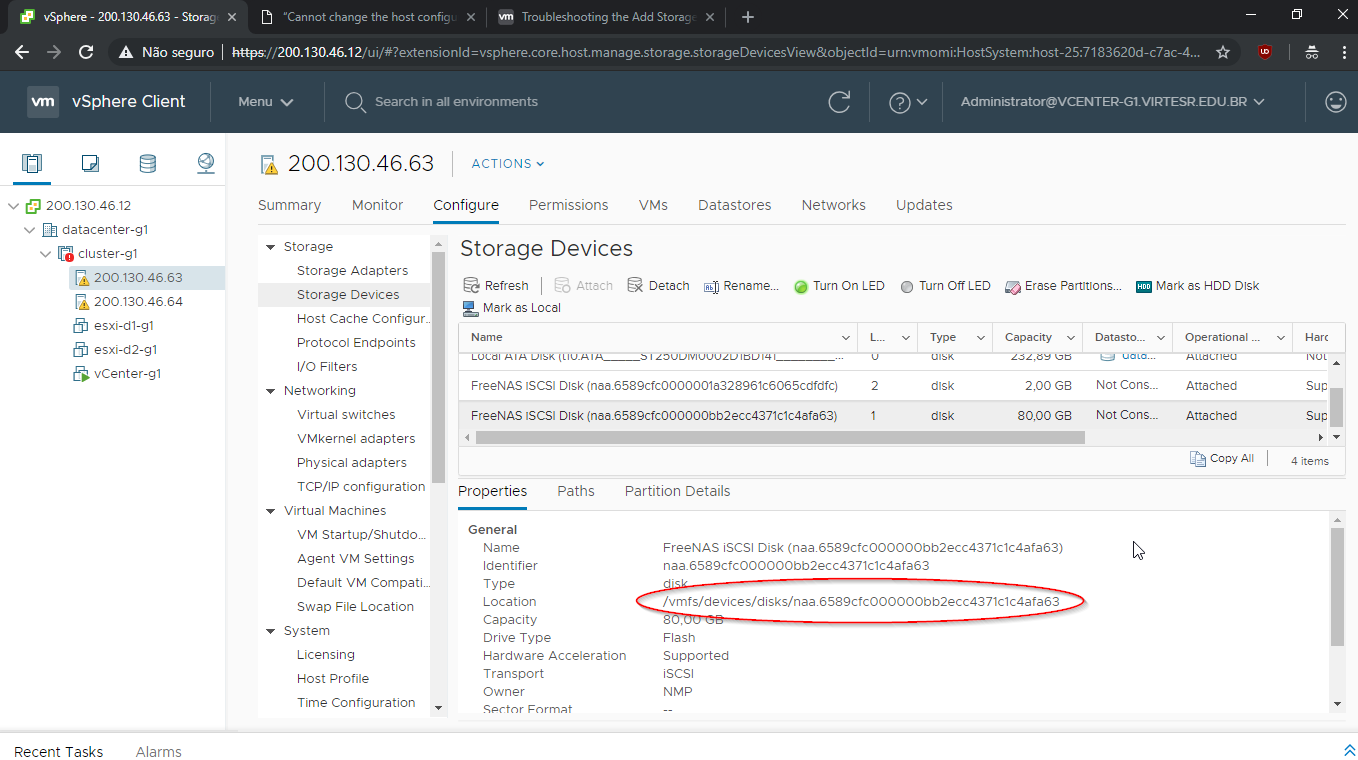 vSphere - 200.130.46.63 - Storag
"Cannot change the host configu
vm Troubleshooting the Add Storage
Não seguro https://200.130.46.12/ui/#?extensionId=vsphere.core.host.manage.storage.storageDevicesView&objectId=urn:vmomi:HostSystem:host-25:7183620d-c7ac-4...
vm vSphere Client Menu Search in all environments Administrator@VCENTER-G1.VIRTESR.EDU.BR
200.130.46.63 ACTIONS
Summary Monitor Configure Permissions VMs Datastores Networks Updates
200.130.46.12
datacenter-g1
cluster-g1
200.130.46.63
200.130.46.64
esxi-d1-g1
esxi-d2-g1
vCenter-g1
Storage
Storage Adapters
Storage Devices
Host Cache Configur..
Protocol Endpoints
I/O Filters
Networking
Virtual switches
VMkernel adapters
Physical adapters
TCP/IP configuration
Virtual Machines
VM Startup/Shutdo...
Agent VM Settings
Default VM Compati...
Swap File Location
System
Licensing
Host Profile
Time Configuration
Storage Devices
Refresh Attach Detach Rename... Turn On LED Turn Off LED Erase Partitions... HDD Mark as HDD Disk
Mark as Local
Name L... Type Capacity Datasto... Operational ... Hard
Local ATA Disk (t10.ATA_____ST250DM0002D1BD141_________... 0 disk 232,89 GB data... Attached Not
FreeNAS iSCSI Disk (naa.6589cfc0000001a328961c6065cdfdfc) 2 disk 2,00 GB Not Cons... Attached Sup
FreeNAS iSCSI Disk (naa.6589cfc000000bb2ecc4371c1c4afa63) 1 disk 80,00 GB Not Cons... Attached Sup
Copy All 4 items
Properties Paths Partition Details
General
Name FreeNAS iSCSI Disk (naa.6589cfc000000bb2ecc4371c1c4afa63)
Identifier naa.6589cfc000000bb2ecc4371c1c4afa63
Type disk
Location /vmfs/devices/disks/naa.6589cfc000000bb2ecc4371c1c4afa63
Capacity 80,00 GB
Drive Type Flash
Hardware Acceleration Supported
Transport iSCSI
Owner NMP
Sector Format --
Recent Tasks Alarms